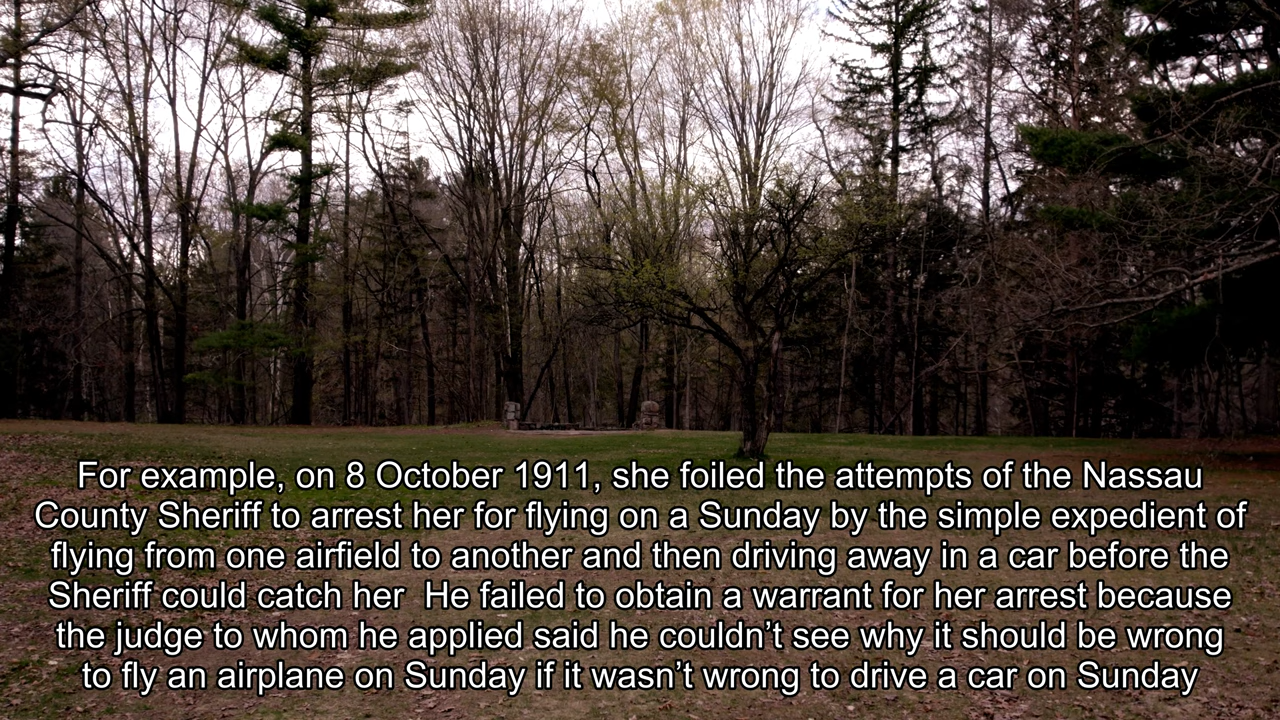 For example, on 8 October 1911, she foiled the attempts of the Nassau
County Sheriff to arrest her for flying on a Sunday by the simple expedient of
flying from one airfield to another and then driving away in a car before the
Sheriff could catch her  He failed to obtain a warrant for her arrest because
the judge to whom he applied said he couldn’t see why it should be wrong
to fly an airplane on Sunday if it wasn’t wrong to drive a car on Sunday